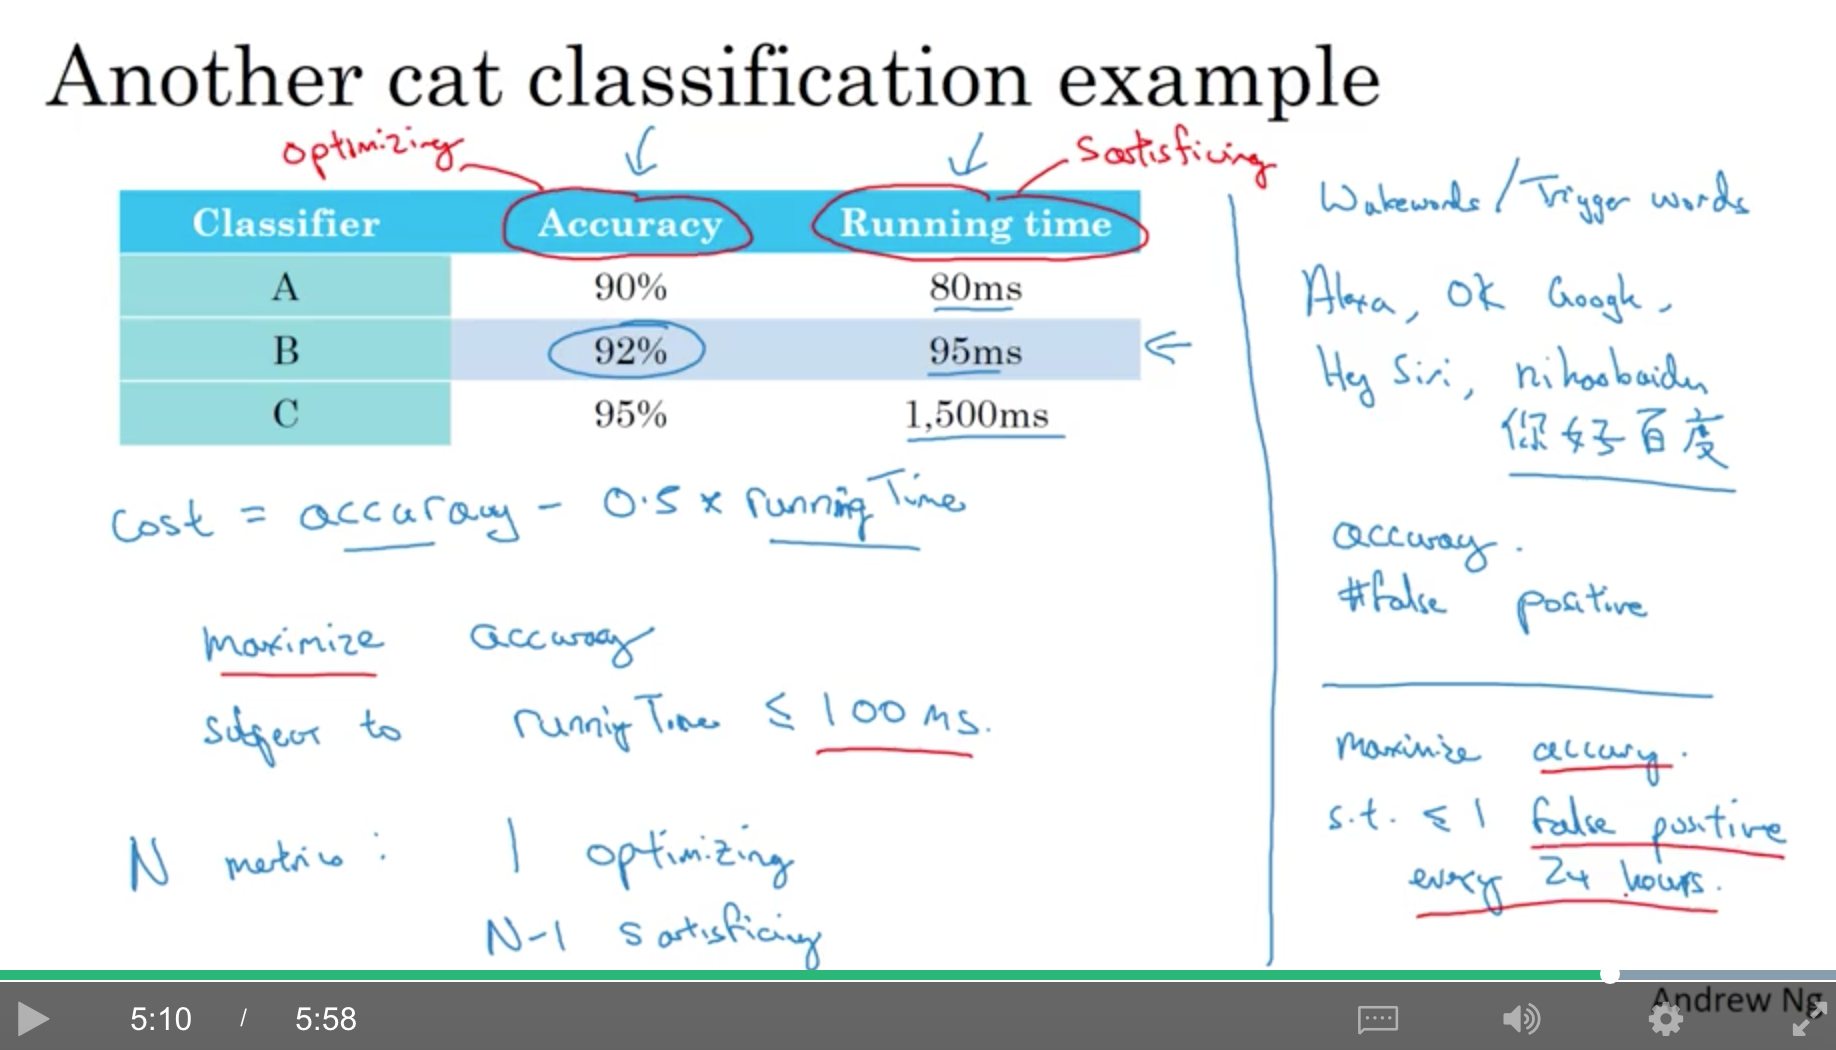 Another cat classification example
optimizing
Satisficing
Classifier Accuracy Running time
A 90% 80ms
B 92% 95ms
C 95% 1,500ms
Cost = accuracy - 0.5 x running Time
maximize accuracy
subject to running Time ≤ 100 ms.
N metrics: 1 optimizing
N-1 satisficing
Wakewords / Trigger words
Alexa, OK Google,
Hey Siri, nihaobaidu
你好百度
accuracy.
#false positive
Maximize accuracy.
s.t. ≤ 1 false positive
every 24 hours.
Andrew Ng
5:10 / 5:58